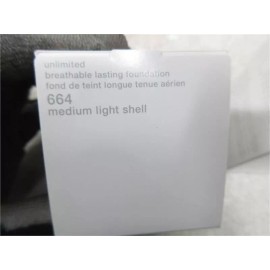 unlimited
breathable lasting foundation
fond de teint longue tenue aérien
664
medium light shell